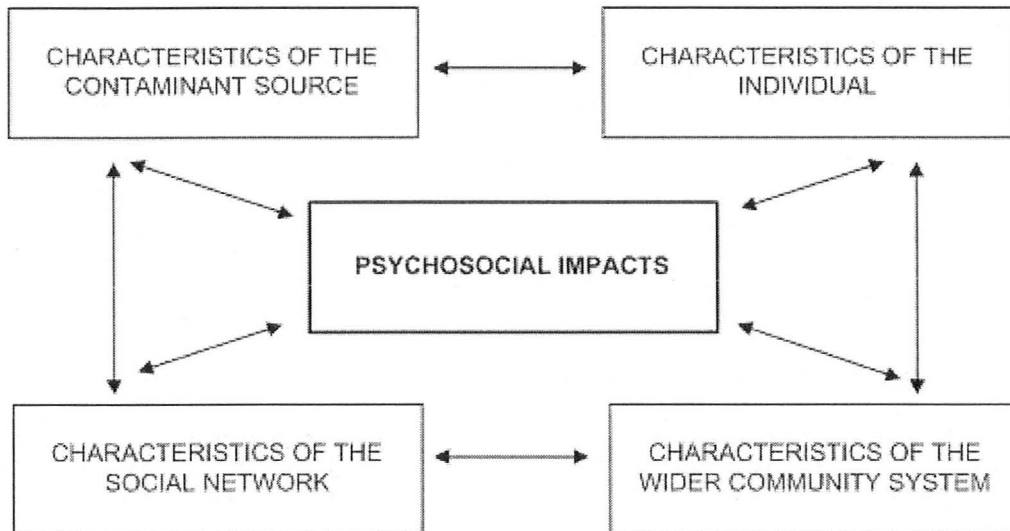 CHARACTERISTICS OF THE
CONTAMINANT SOURCE
CHARACTERISTICS OF THE
INDIVIDUAL
PSYCHOSOCIAL IMPACTS
CHARACTERISTICS OF THE
SOCIAL NETWORK
CHARACTERISTICS OF THE
WIDER COMMUNITY SYSTEM